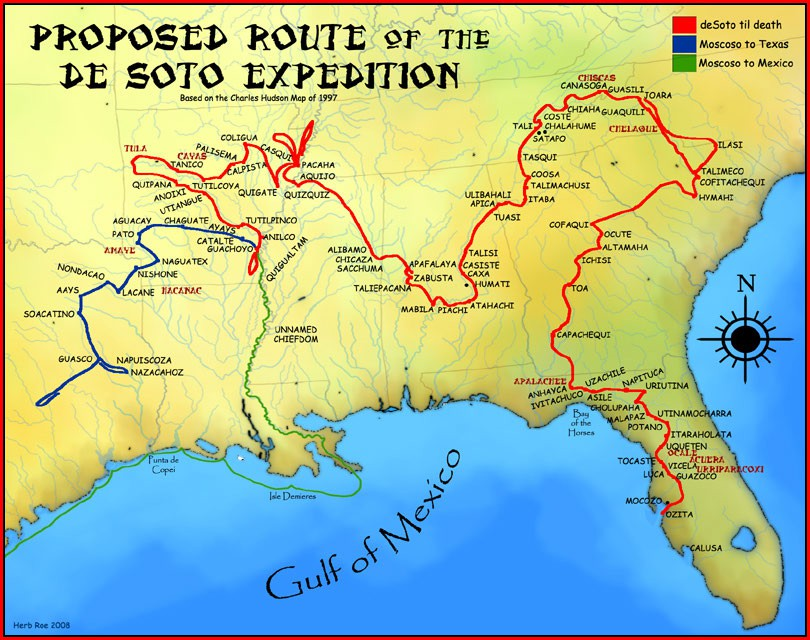 PROPOSED ROUTE OF THE
DE SOTO EXPEDITION
Based on the Charles Hudson Map of 1997
deSoto til death
Moscoso to Texas
Moscoso to Mexico
CHISCAS
CANASOGA
GUASILI
JOARA
CHIAHA
GUAQUILI
COSTE
CHELAQUE
TALI
CHALAHUME
SATAPO
ILASI
TASQUI
COLIGUA
TULA
CAYAS
PALISEMA
CASQUI
TANICO
CALPISTA
PACAHA
AQUIJO
COOSA
TALIMECO
COFITACHEQUI
QUIPANA
TUTILCOYA
QUIGATE
QUIZQUIZ
TALIMACHUSI
ANOIXI
UTIANGUE
ULIBAHALI
APICA
ITABA
HYMAHI
TUASI
AGUACAY
CHAGUATE
TUTILPINCO
COFAQUI
PATO
AYAYS
CATALTE
ANILCO
OCUTE
ALTAMAHA
AMAYE
GUACHOYO
QUIGUALTAM
ALIBAMO
CHICAZA
SACCHUMA
TALISI
NAGUATEX
APAFALAYA
CASISTE
ICHISI
NONDACAO
NISHONE
ZABUSTA
CAXA
AAYS
LACANE
HACANAC
TALIEPACANA
HUMATI
TOA
SOACATINO
MABILA
PIACHI
ATAHACHI
UNNAMED
CHIEFDOM
CAPACHEQUI
GUASCO
NAPUISCOZA
NAZACAHOZ
APALACHEE
UZACHILE
NAPITUCA
URIUTINA
ANHAYCA
IVITACHUCO
ASILE
CHOLUPAHA
Bay
of the
Horses
MALAPAZ
UTINAMOCHARRA
POTANO
ITARAHOLATA
UQUETEN
OCALE
ACUERA
URRIPARACOXI
TOCASTE
VICELA
LUCA
GUAZOCO
Punta de
Copei
Isle Demieres
Gulf of Mexico
MOCOZO
OZITA
CALUSA
N
Herb Roe 2008